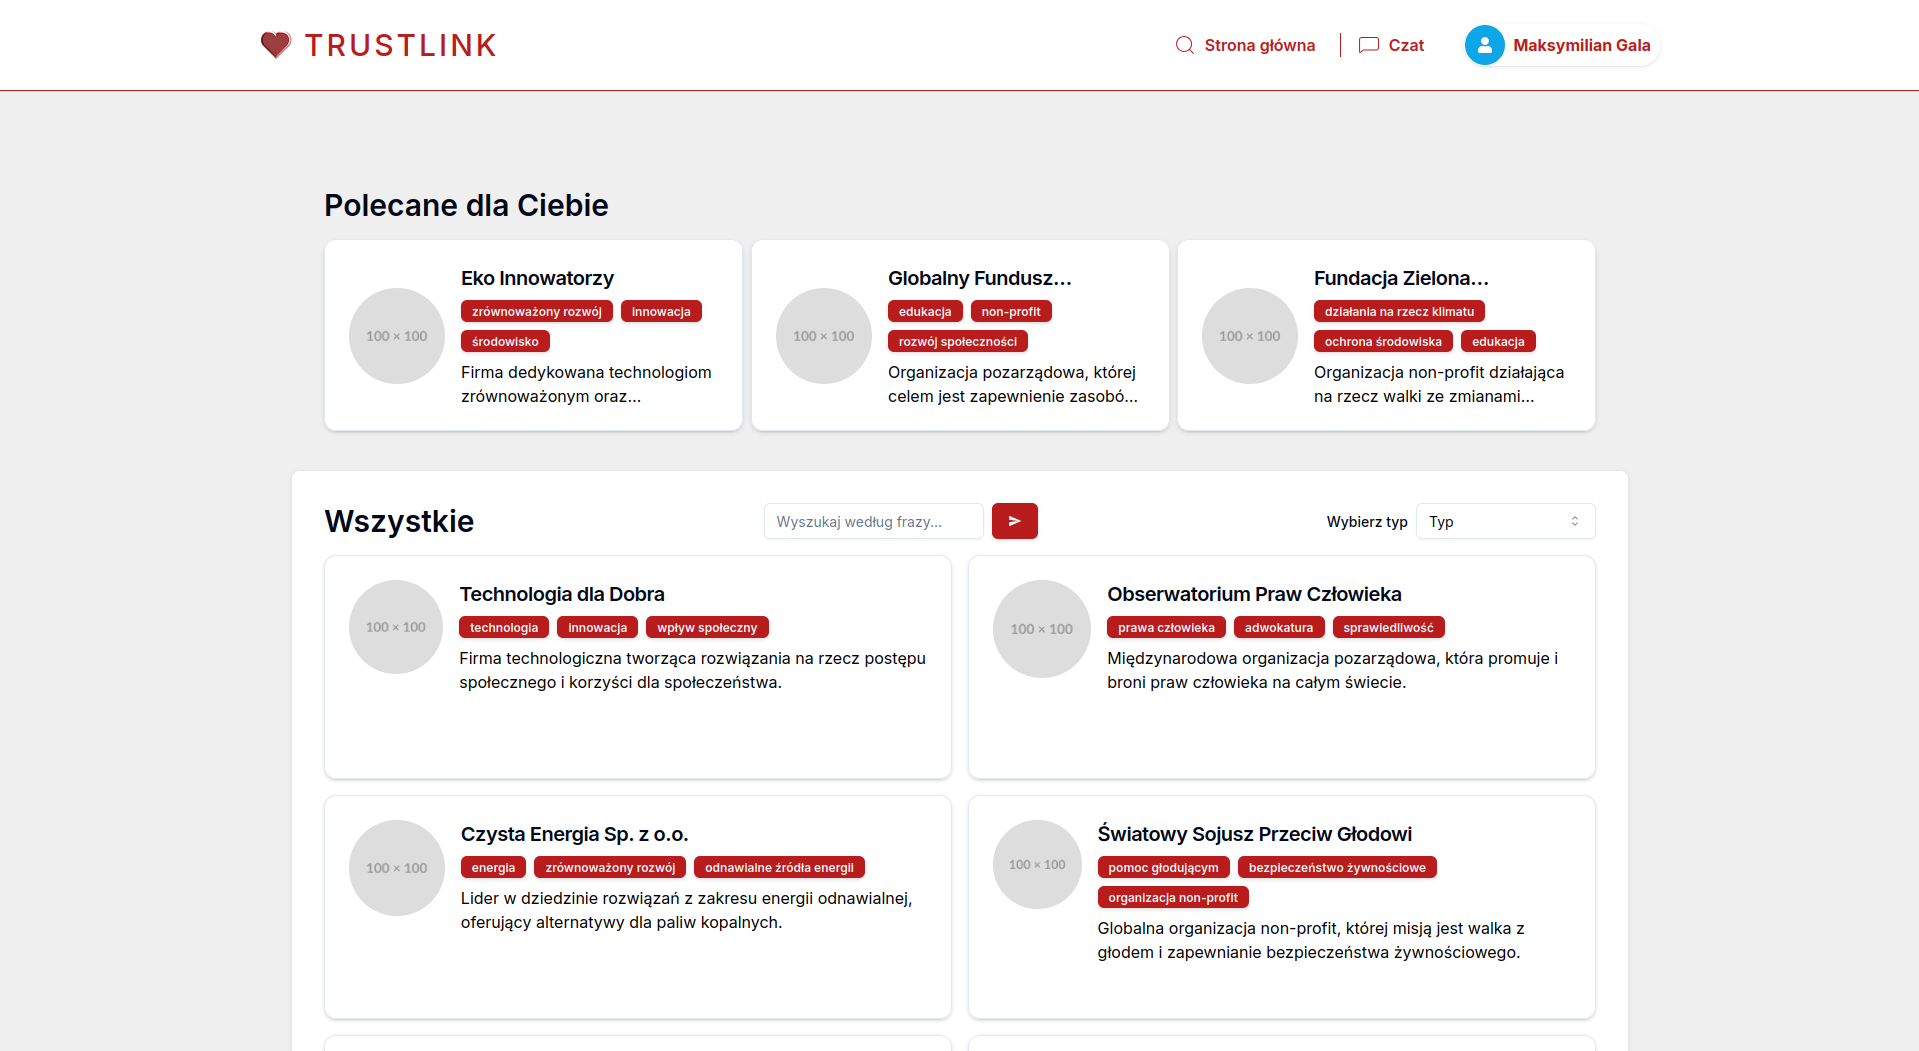 TRUSTLINK
Strona główna
Czat
Maksymilian Gala
Polecane dla Ciebie
100 × 100
Eko Innowatorzy
zrównoważony rozwój innowacja
środowisko
Firma dedykowana technologiom
zrównoważonym oraz...
100 × 100
Globalny Fundusz...
edukacja non-profit
rozwój społeczności
Organizacja pozarządowa, której
celem jest zapewnienie zasobó...
100 × 100
Fundacja Zielona...
działania na rzecz klimatu
ochrona środowiska edukacja
Organizacja non-profit działająca
na rzecz walki ze zmianami...
Wszystkie
Wyszukaj według frazy...
Wybierz typ
Typ
100 × 100
Technologia dla Dobra
technologia innowacja wpływ społeczny
Firma technologiczna tworząca rozwiązania na rzecz postępu
społecznego i korzyści dla społeczeństwa.
100 × 100
Obserwatorium Praw Człowieka
prawa człowieka adwokatura sprawiedliwość
Międzynarodowa organizacja pozarządowa, która promuje i
broni praw człowieka na całym świecie.
100 × 100
Czysta Energia Sp. z o.o.
energia zrównoważony rozwój odnawialne źródła energii
Lider w dziedzinie rozwiązań z zakresu energii odnawialnej,
oferujący alternatywy dla paliw kopalnych.
100 × 100
Światowy Sojusz Przeciw Głodowi
pomoc głodującym bezpieczeństwo żywnościowe
organizacja non-profit
Globalna organizacja non-profit, której misją jest walka z
głodem i zapewnianie bezpieczeństwa żywnościowego.